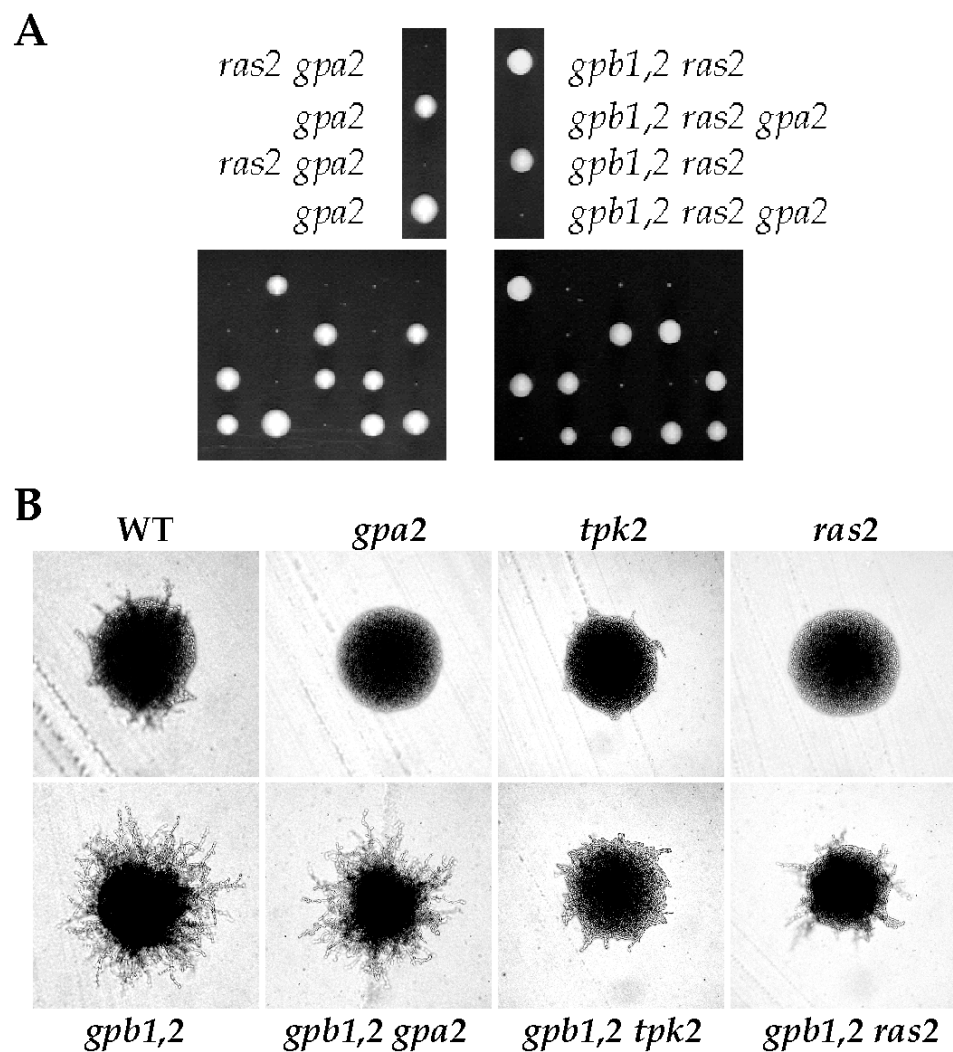 A
ras2 gpa2
gpa2
ras2 gpa2
gpa2
gpb1,2 ras2
gpb1,2 ras2 gpa2
gpb1,2 ras2
gpb1,2 ras2 gpa2
B
WT gpa2 tpk2 ras2
gpb1,2 gpb1,2 gpa2 gpb1,2 tpk2 gpb1,2 ras2